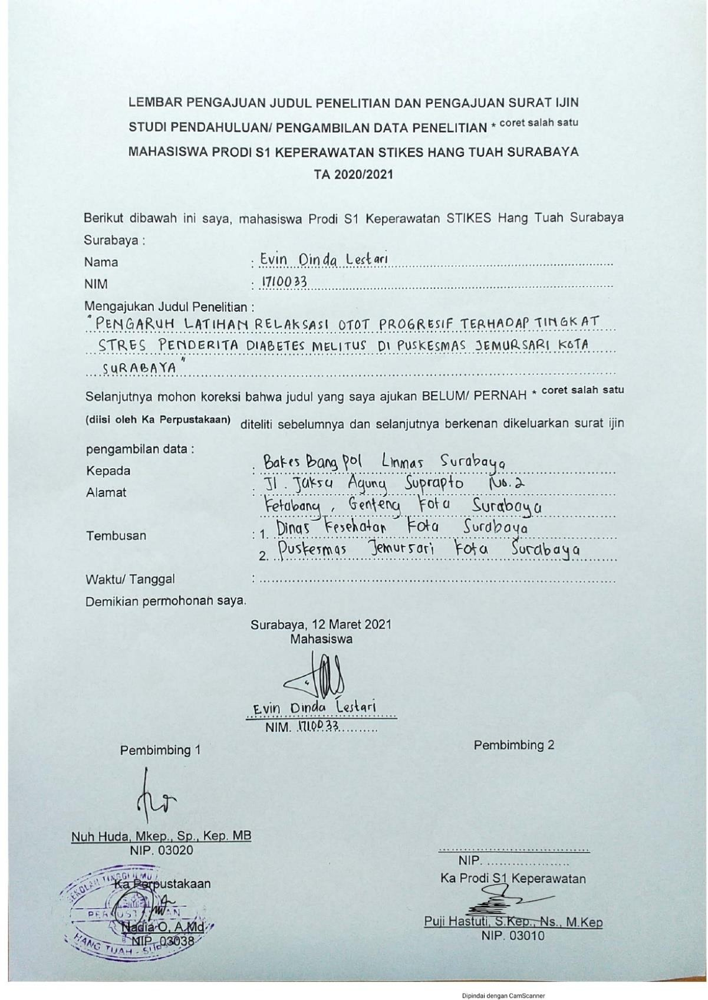 LEMBAR PENGAJUAN JUDUL PENELITIAN DAN PENGAJUAN SURAT IJIN
STUDI PENDAHULUAN/ PENGAMBILAN DATA PENELITIAN * coret salah satu
MAHASISWA PRODI S1 KEPERAWATAN STIKES HANG TUAH SURABAYA
TA 2020/2021
Berikut dibawah ini saya, mahasiswa Prodi S1 Keperawatan STIKES Hang Tuah Surabaya
Surabaya :
Nama : Evin Dinda Lestari
NIM : 1710033
Mengajukan Judul Penelitian :
"PENGARUH LATIHAN RELAKSASI OTOT PROGRESIF TERHADAP TINGKAT
STRES PENDERITA DIABETES MELITUS DI PUSKESMAS JEMURSARI KOTA
SURABAYA"
Selanjutnya mohon koreksi bahwa judul yang saya ajukan BELUM/ PERNAH * coret salah satu
(diisi oleh Ka Perpustakaan) diteliti sebelumnya dan selanjutnya berkenan dikeluarkan surat ijin
pengambilan data :
Kepada : Bakes Bang pol Linmas Surabaya
Alamat : Jl. Jaksa Agung Suprapto No. 2
Ketabang, Genteng Kota Surabaya
Tembusan : 1. Dinas Kesehatan Kota Surabaya
2. Puskesmas Jemursari Kota Surabaya
Waktu/ Tanggal :
Demikian permohonan saya.
Surabaya, 12 Maret 2021
Mahasiswa
Evin Dinda Lestari
NIM. 1710033
Pembimbing 1
Pembimbing 2
Nuh Huda, Mkep., Sp., Kep. MB
NIP. 03020
NIP.
SEKOLAH TINGGI ILMU
Ka Perpustakaan
Ka Prodi S1 Keperawatan
PERPUSTAKAAN
Nadia O, A.Md
NIP. 03038
HANG TUAH - SURABAYA
Puji Hastuti, S.Kep., Ns., M.Kep
NIP. 03010
Dipindai dengan CamScanner